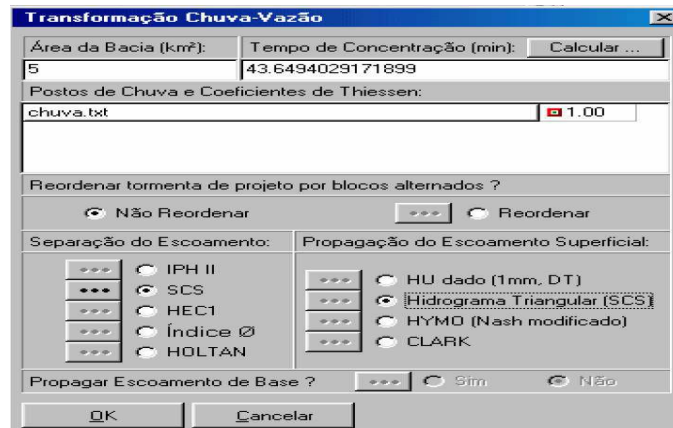 Transformação Chuva-Vazão
Área da Bacia (km²): Tempo de Concentração (min): Calcular ...
5 43.6494029171899
Postos de Chuva e Coeficientes de Thiessen:
chuva.txt 1.00
Reordenar tormenta de projeto por blocos alternados ?
Não Reordenar Reordenar
Separação do Escoamento: Propagação do Escoamento Superficial:
IPH II
SCS
HEC1
Índice Ø
HOLTAN
HU dado (1mm, DT)
Hidrograma Triangular (SCS)
HYMO (Nash modificado)
CLARK
Propagar Escoamento de Base ? Sim Não
OK Cancelar